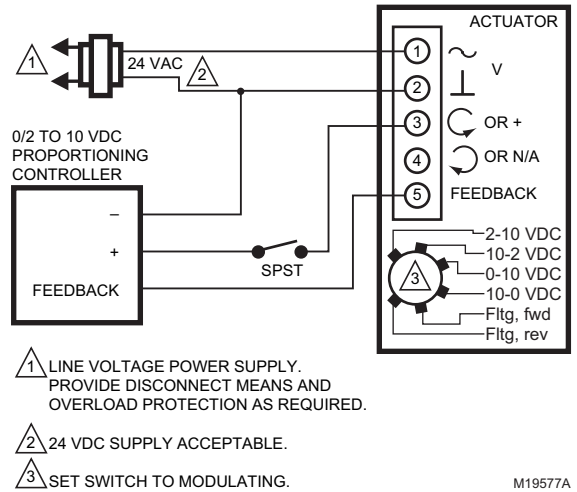 ACTUATOR
1
24 VAC
2
1
2
3
4
5
V
OR +
OR N/A
FEEDBACK
0/2 TO 10 VDC
PROPORTIONING
CONTROLLER
–
+
FEEDBACK
SPST
3
2-10 VDC
10-2 VDC
0-10 VDC
10-0 VDC
Fltg, fwd
Fltg, rev
1 LINE VOLTAGE POWER SUPPLY.
PROVIDE DISCONNECT MEANS AND
OVERLOAD PROTECTION AS REQUIRED.
2 24 VDC SUPPLY ACCEPTABLE.
3 SET SWITCH TO MODULATING.
M19577A